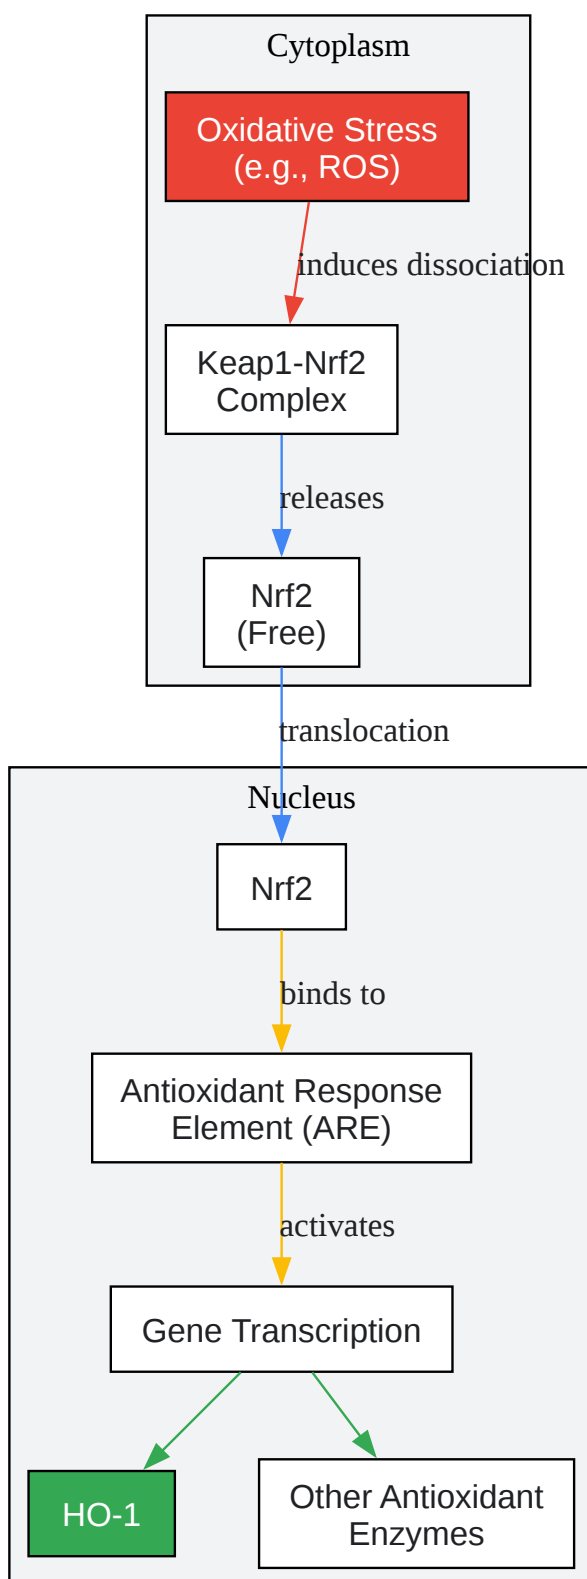 Cytoplasm
Oxidative Stress
(e.g., ROS)
induces dissociation
Keap1-Nrf2
Complex
releases
Nrf2
(Free)
translocation
Nucleus
Nrf2
binds to
Antioxidant Response
Element (ARE)
activates
Gene Transcription
HO-1
Other Antioxidant
Enzymes